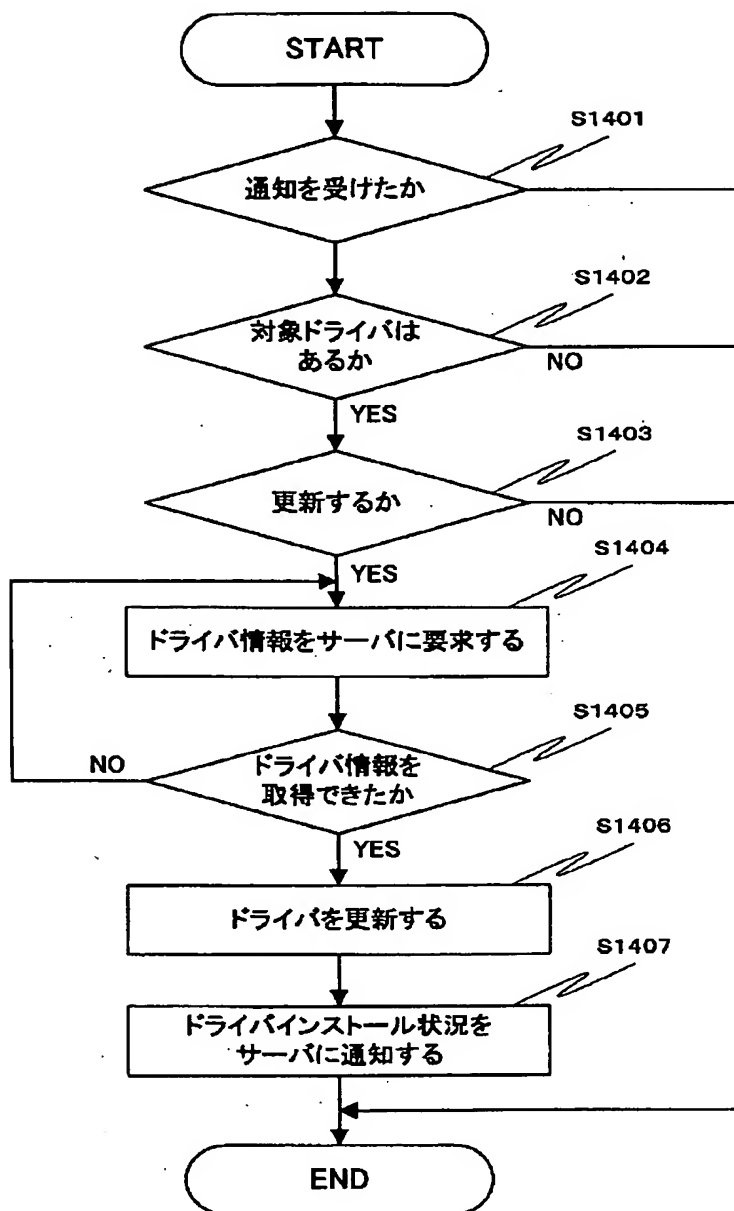 START
S1401
通知を受けたか
S1402
対象ドライバは
あるか
NO
YES
S1403
更新するか
NO
YES
S1404
ドライバ情報をサーバに要求する
S1405
NO
ドライバ情報を
取得できたか
YES
S1406
ドライバを更新する
S1407
ドライバインストール状況を
サーバに通知する
END